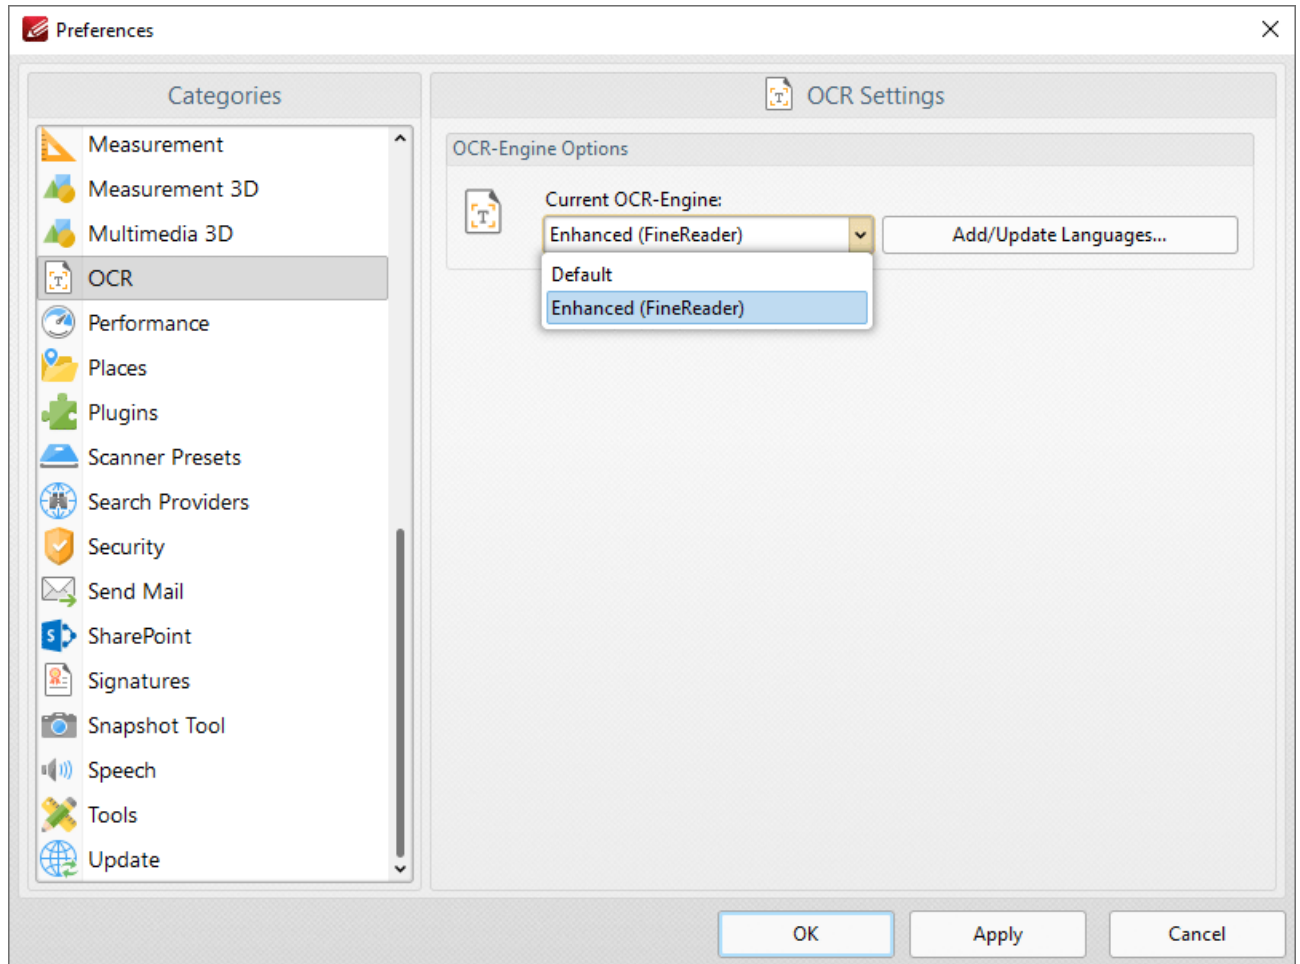 Preferences
Categories
Measurement
Measurement 3D
Multimedia 3D
OCR
Performance
Places
Plugins
Scanner Presets
Search Providers
Security
Send Mail
SharePoint
Signatures
Snapshot Tool
Speech
Tools
Update
OCR Settings
OCR-Engine Options
Current OCR-Engine:
Enhanced (FineReader)
Add/Update Languages...
Default
Enhanced (FineReader)
OK
Apply
Cancel